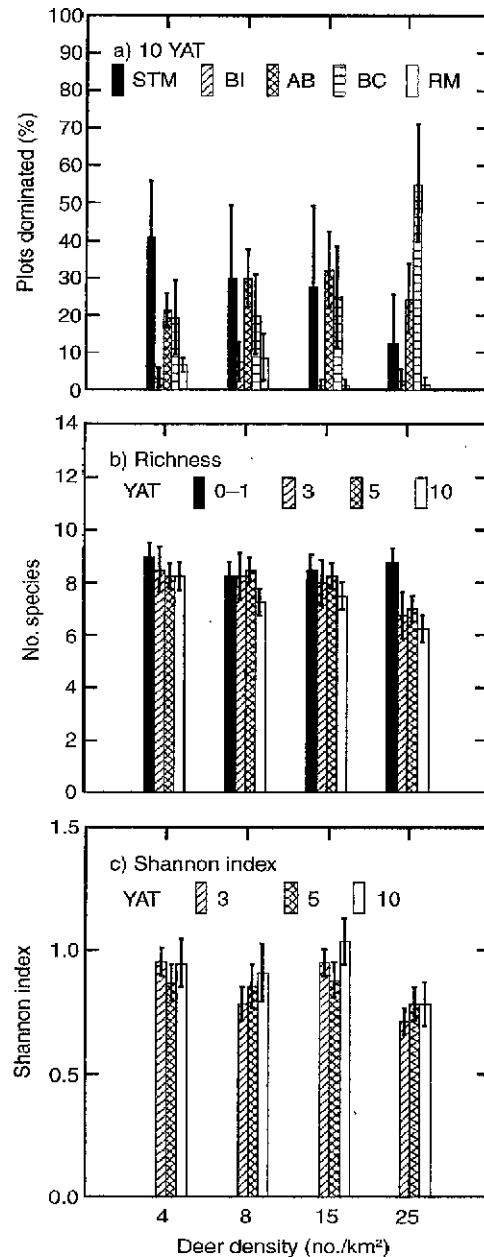 100
a) 10 YAT
90
STM BI AB BC RM
80
70
60
50
40
30
20
10
0
Plots dominated (%)
14
b) Richness
12
YAT 0–1 3 5 10
10
8
6
4
2
0
No. species
1.5
c) Shannon index
YAT 3 5 10
1.0
0.5
0.0
Shannon index
4 8 15 25
Deer density (no./km²)